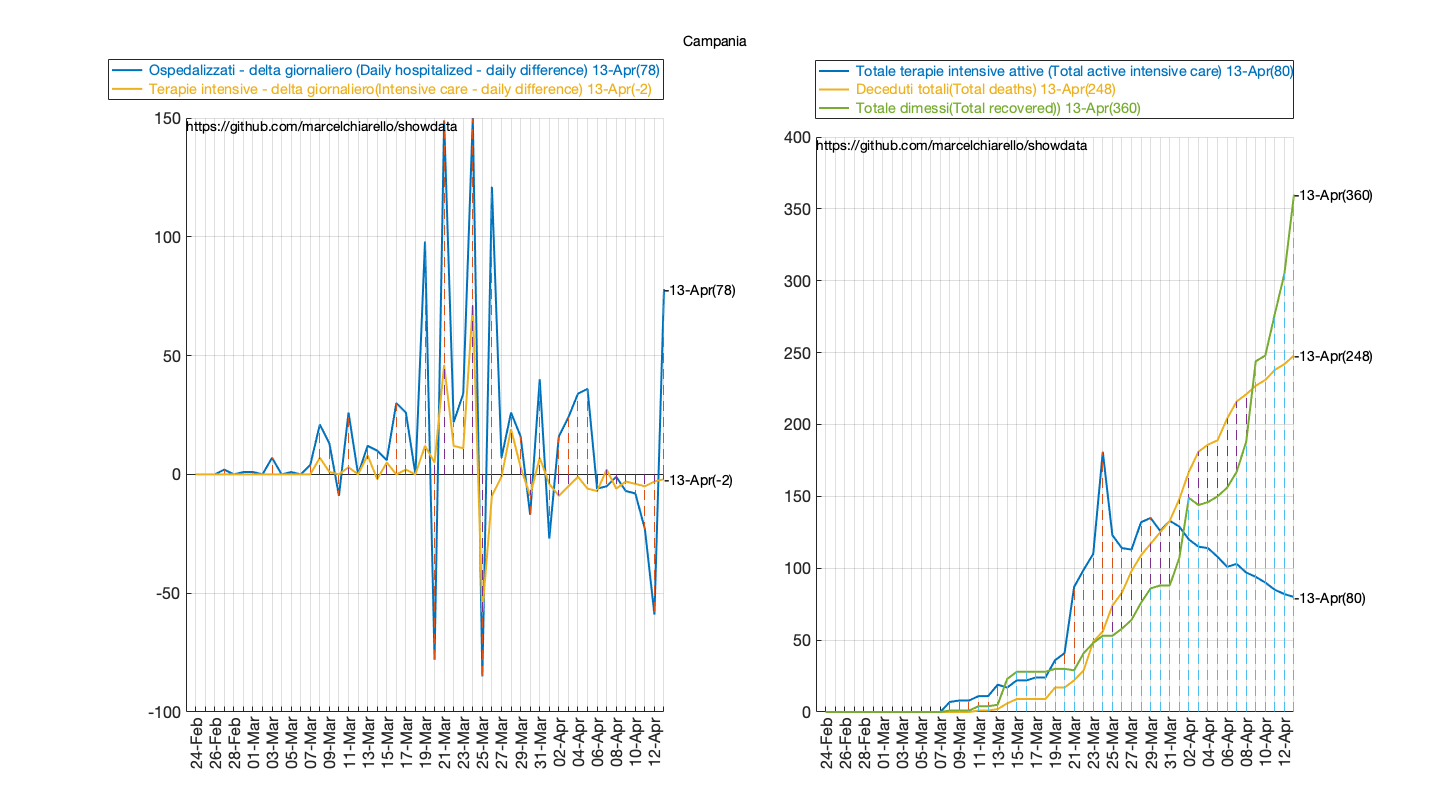 Campania
Ospedalizzati - delta giornaliero (Daily hospitalized - daily difference) 13-Apr(78)
Terapie intensive - delta giornaliero(Intensive care - daily difference) 13-Apr(-2)
150
https://github.com/marcelchiarello/showdata
100
50
0
-50
-100
13-Apr(78)
13-Apr(-2)
24-Feb
26-Feb
28-Feb
01-Mar
03-Mar
05-Mar
07-Mar
09-Mar
11-Mar
13-Mar
15-Mar
17-Mar
19-Mar
21-Mar
23-Mar
25-Mar
27-Mar
29-Mar
31-Mar
02-Apr
04-Apr
06-Apr
08-Apr
10-Apr
12-Apr
Totale terapie intensive attive (Total active intensive care) 13-Apr(80)
Deceduti totali(Total deaths) 13-Apr(248)
Totale dimessi(Total recovered)) 13-Apr(360)
400
https://github.com/marcelchiarello/showdata
350
300
250
200
150
100
50
0
13-Apr(360)
13-Apr(248)
13-Apr(80)
24-Feb
26-Feb
28-Feb
01-Mar
03-Mar
05-Mar
07-Mar
09-Mar
11-Mar
13-Mar
15-Mar
17-Mar
19-Mar
21-Mar
23-Mar
25-Mar
27-Mar
29-Mar
31-Mar
02-Apr
04-Apr
06-Apr
08-Apr
10-Apr
12-Apr